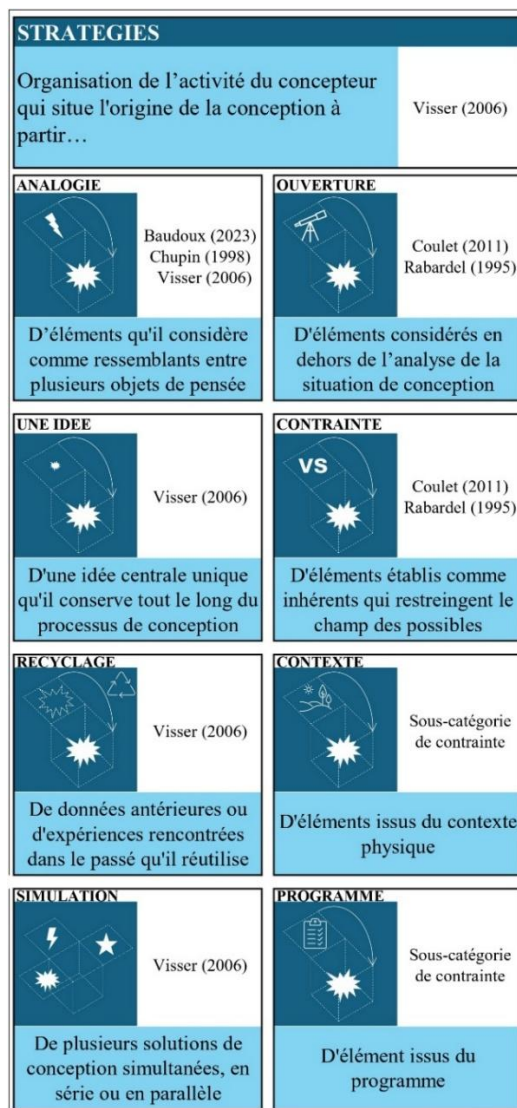 STRATEGIES
Organisation de l’activité du concepteur
qui situe l'origine de la conception à
partir…
Visser (2006)
ANALOGIE
Baudoux (2023)
Chupin (1998)
Visser (2006)
D’éléments qu'il considère
comme ressemblants entre
plusieurs objets de pensée
OUVERTURE
Coulet (2011)
Rabardel (1995)
D'éléments considérés en
dehors de l’analyse de la
situation de conception
UNE IDEE
Visser (2006)
D'une idée centrale unique
qu'il conserve tout le long du
processus de conception
CONTRAINTE
VS
Coulet (2011)
Rabardel (1995)
D'éléments établis comme
inhérents qui restreignent le
champ des possibles
RECYCLAGE
Visser (2006)
De données antérieures ou
d'expériences rencontrées
dans le passé qu'il réutilise
CONTEXTE
Sous-catégorie
de contrainte
D'éléments issus du contexte
physique
SIMULATION
Visser (2006)
De plusieurs solutions de
conception simultanées, en
série ou en parallèle
PROGRAMME
Sous-catégorie
de contrainte
D'élément issus du
programme